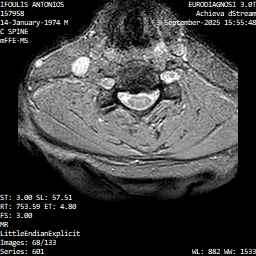 IFOULIS ANTONIOS
157958
14-January-1974 M
C SPINE
mFFE-MS
EURODIAGNOSI 3.0T
Achieva dStream
September-2025 15:55:48
ST: 3.00 SL: 57.51
RT: 753.59 ET: 4.80
FS: 3.00
MR
LittleEndianExplicit
Images: 68/133
Series: 601
WL: 882 WW: 1533